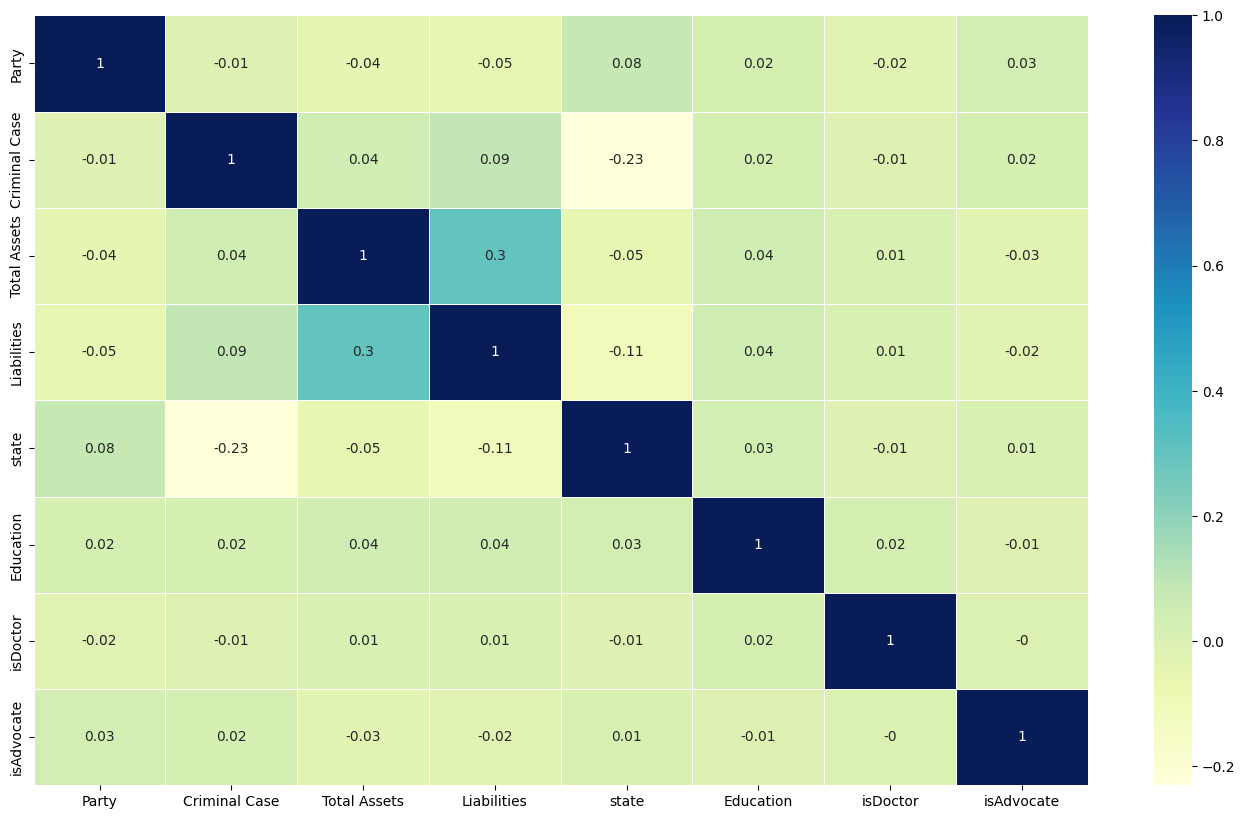 Party 1 -0.01 -0.04 -0.05 0.08 0.02 -0.02 0.03
Criminal Case -0.01 1 0.04 0.09 -0.23 0.02 -0.01 0.02
Total Assets -0.04 0.04 1 0.3 -0.05 0.04 0.01 -0.03
Liabilities -0.05 0.09 0.3 1 -0.11 0.04 0.01 -0.02
state 0.08 -0.23 -0.05 -0.11 1 0.03 -0.01 0.01
Education 0.02 0.02 0.04 0.04 0.03 1 0.02 -0.01
isDoctor -0.02 -0.01 0.01 0.01 -0.01 0.02 1 -0
isAdvocate 0.03 0.02 -0.03 -0.02 0.01 -0.01 -0 1
Party Criminal Case Total Assets Liabilities state Education isDoctor isAdvocate
1.0
0.8
0.6
0.4
0.2
0.0
−0.2